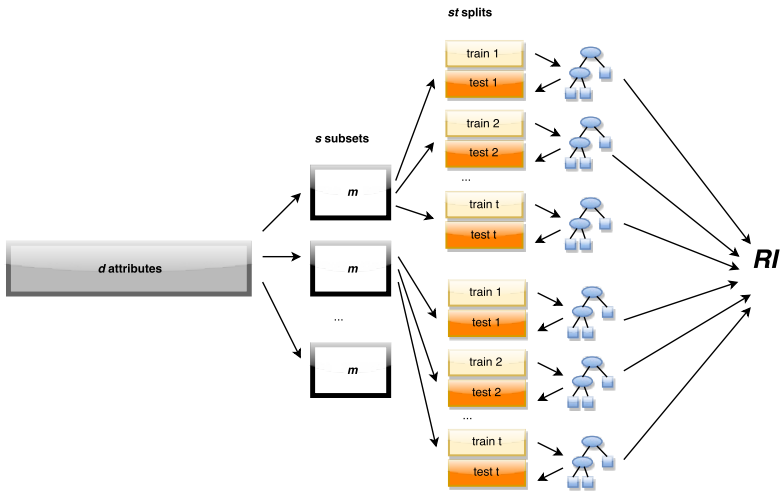 st splits
train 1
test 1
train 2
test 2
...
train t
test t
s subsets
m
m
...
m
d attributes
train 1
test 1
train 2
test 2
...
train t
test t
RI